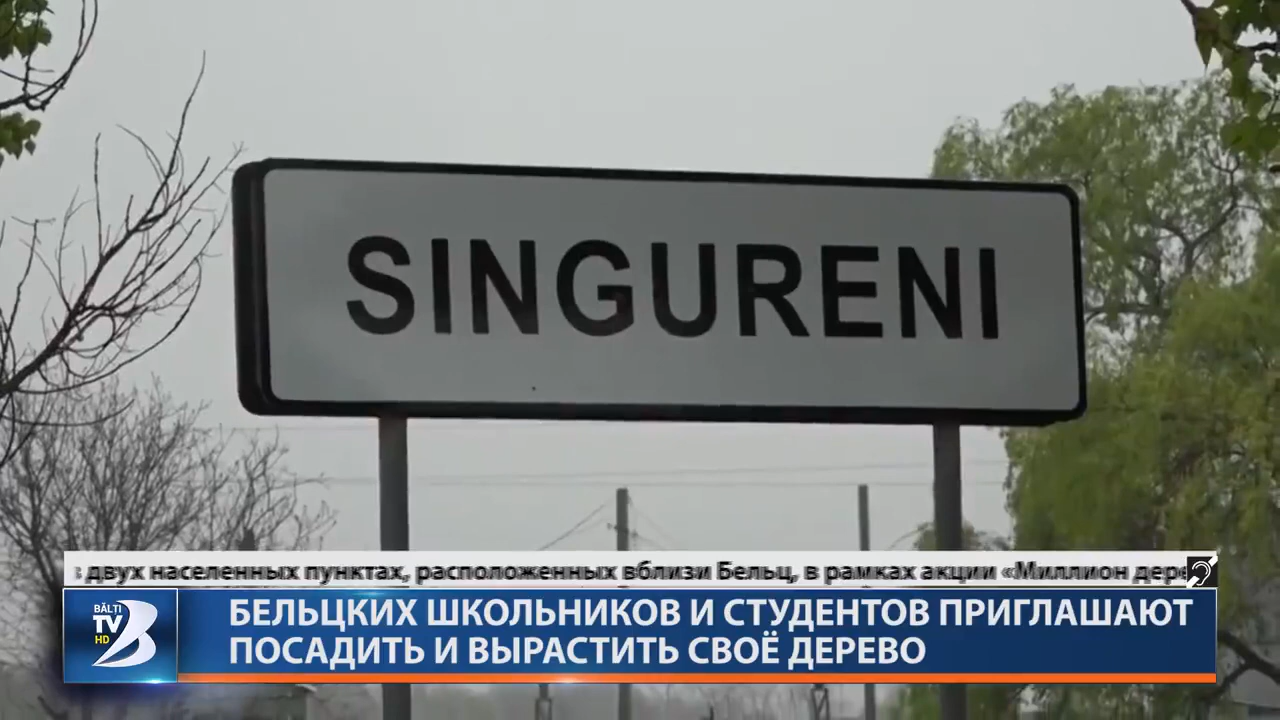 SINGURENI
двух населенных пунктах, расположенных вблизи Бельц, в рамках акции «Миллион
BĂLȚI
TV
HD
БЕЛЬЦКИХ ШКОЛЬНИКОВ И СТУДЕНТОВ ПРИГЛАШАЮТ
ПОСАДИТЬ И ВЫРАСТИТЬ СВОЁ ДЕРЕВО